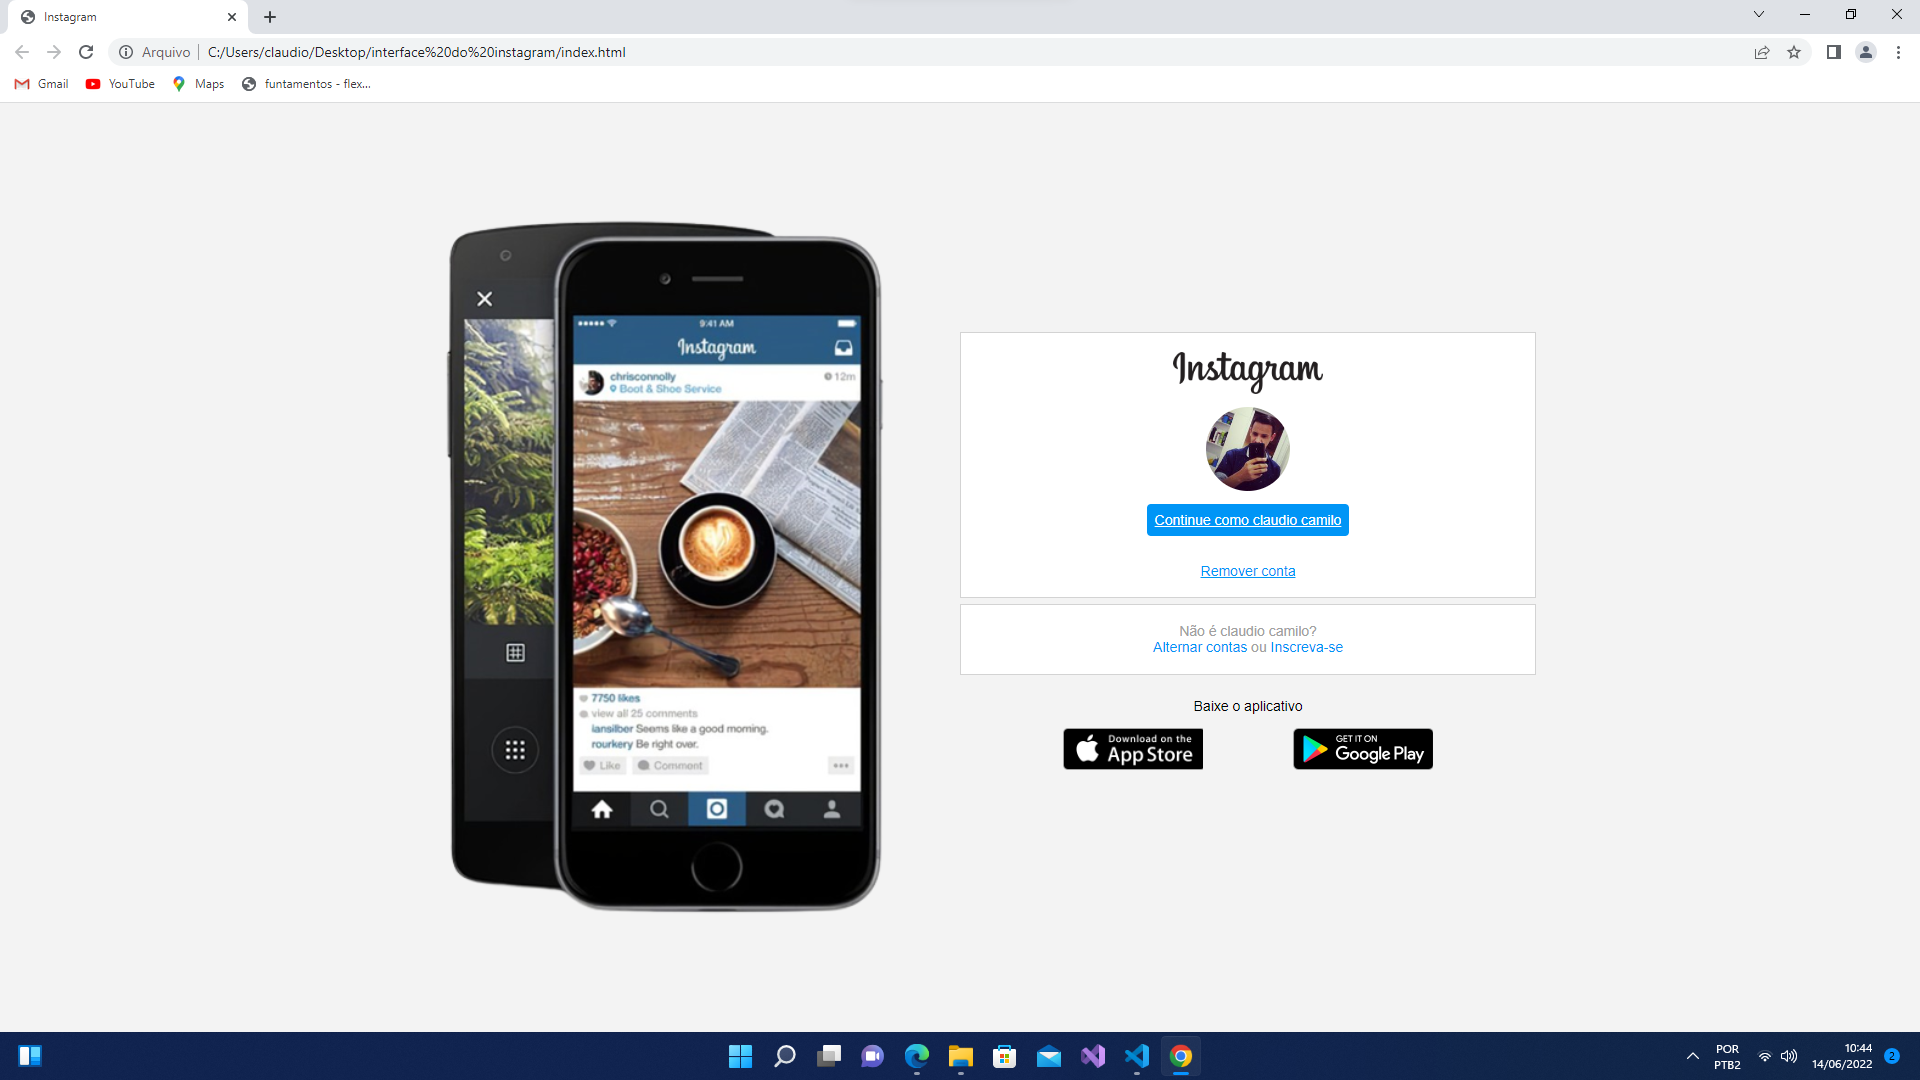 Instagram
Arquivo
C:/Users/claudio/Desktop/interface%20do%20instagram/index.html
Gmail
YouTube
Maps
funtamentos - flex...
9:41 AM
Instagram
chrisconnolly
12m
Boot & Shoe Service
7750 likes
view all 25 comments
iansilber Seems like a good morning.
rourkery Be right over.
Like
Comment
Instagram
Continue como claudio camilo
Remover conta
Não é claudio camilo?
Alternar contas ou Inscreva-se
Baixe o aplicativo
Download on the
App Store
GET IT ON
Google Play
POR
PTB2
10:44
14/06/2022
2